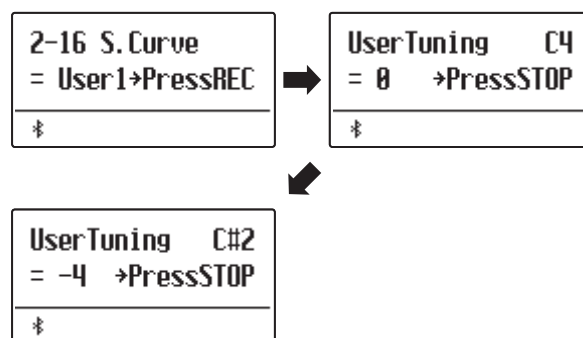 2-16 S.Curve
= User1→PressREC
UserTuning C4
= 0 →PressSTOP
UserTuning C#2
= -4 →PressSTOP